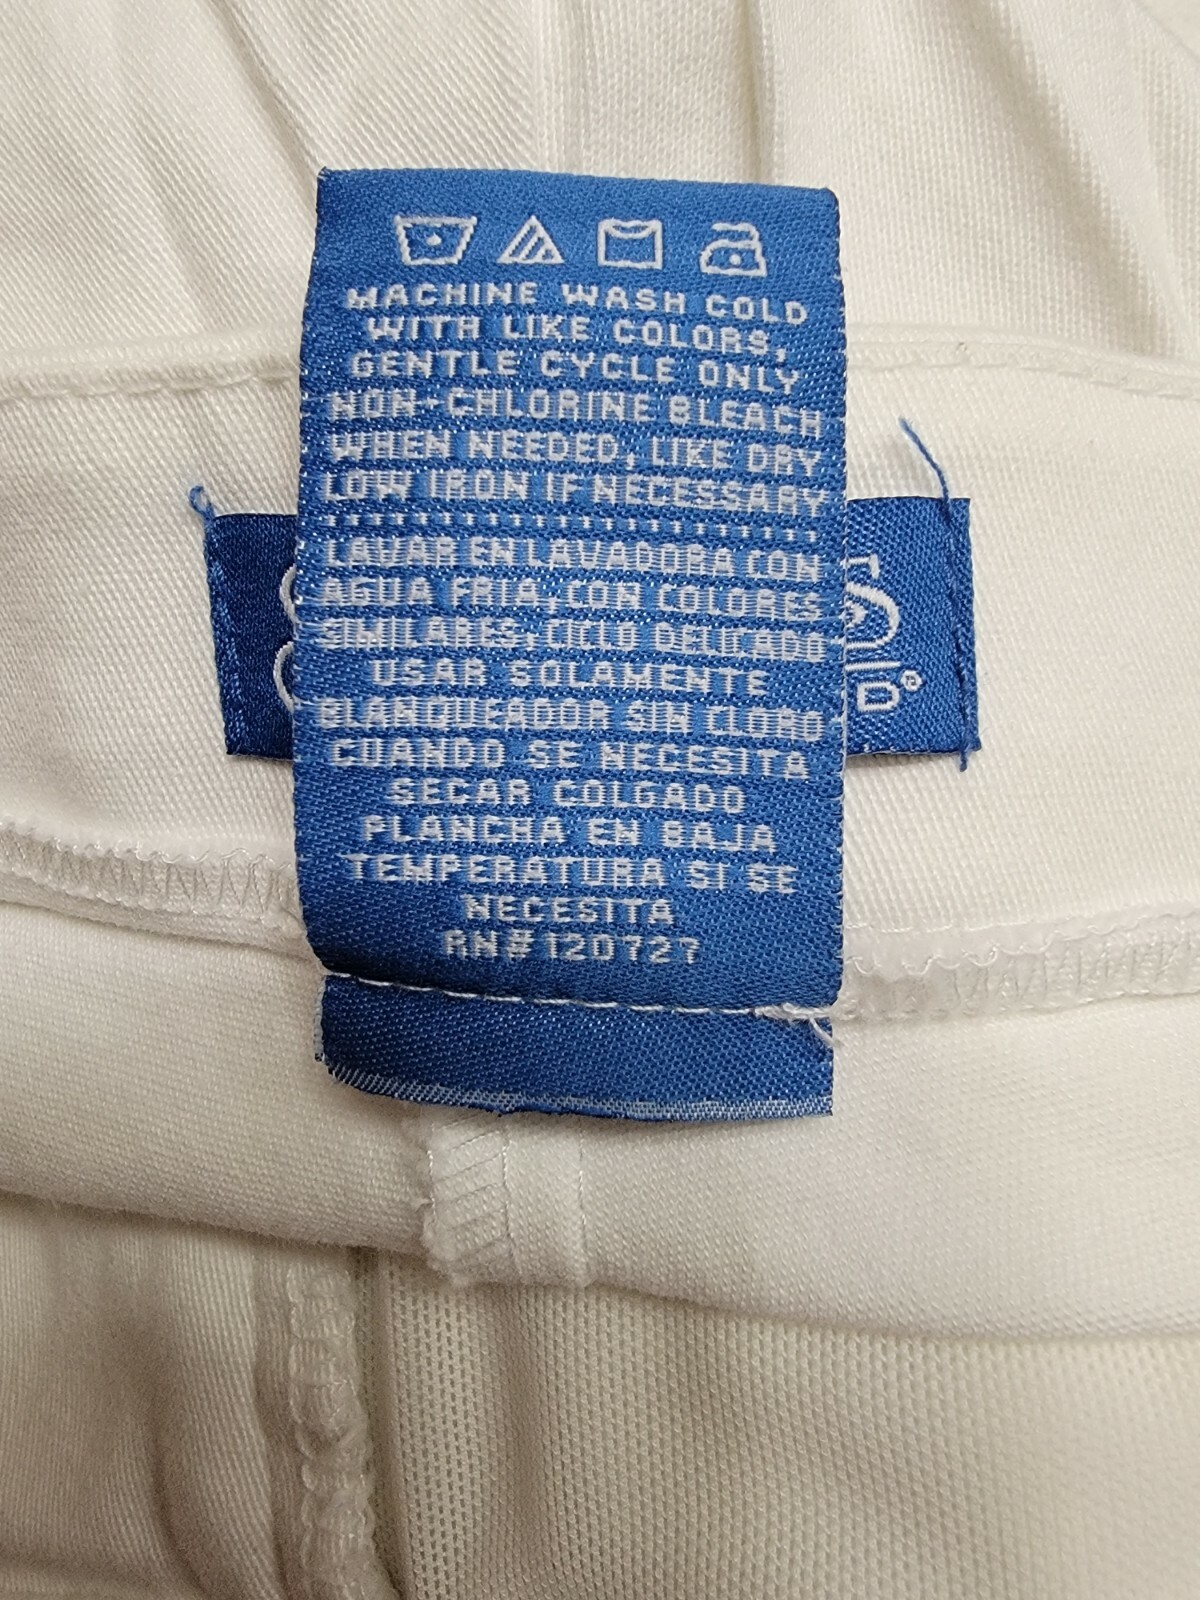 MACHINE WASH COLD
WITH LIKE COLORS,
GENTLE CYCLE ONLY
NON-CHLORINE BLEACH
WHEN NEEDED, LIKE DRY
LOW IRON IF NECESSARY
LAVAR EN LAVADORA CON
AGUA FRIA, CON COLORES
SIMILARES, CICLO DELICADO
USAR SOLAMENTE
BLANQUEADOR SIN CLORO
CUANDO SE NECESITA
SECAR COLGADO
PLANCHA EN BAJA
TEMPERATURA SI SE
NECESITA
RN#120727